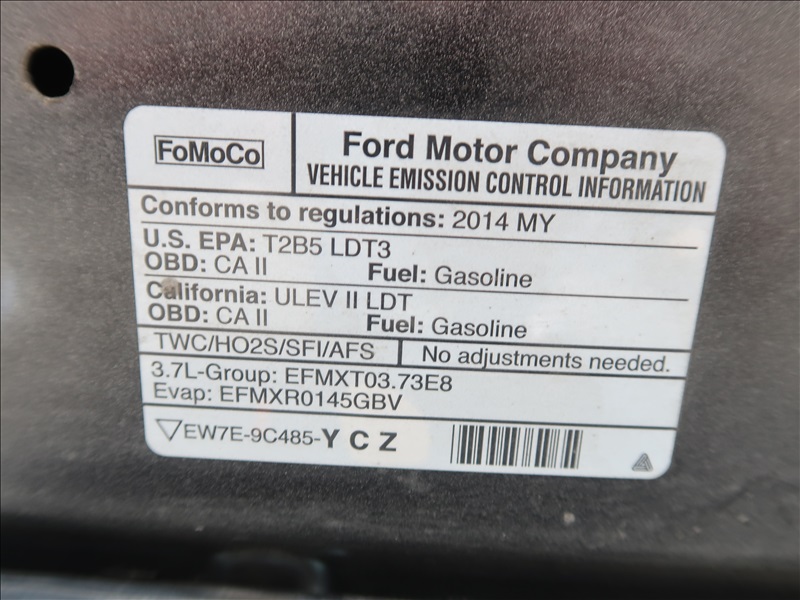 FoMoCo
Ford Motor Company
VEHICLE EMISSION CONTROL INFORMATION
Conforms to regulations: 2014 MY
U.S. EPA: T2B5 LDT3
OBD: CA II Fuel: Gasoline
California: ULEV II LDT
OBD: CA II Fuel: Gasoline
TWC/HO2S/SFI/AFS No adjustments needed.
3.7L-Group: EFMXT03.73E8
Evap: EFMXR0145GBV
EW7E-9C485-Y C Z